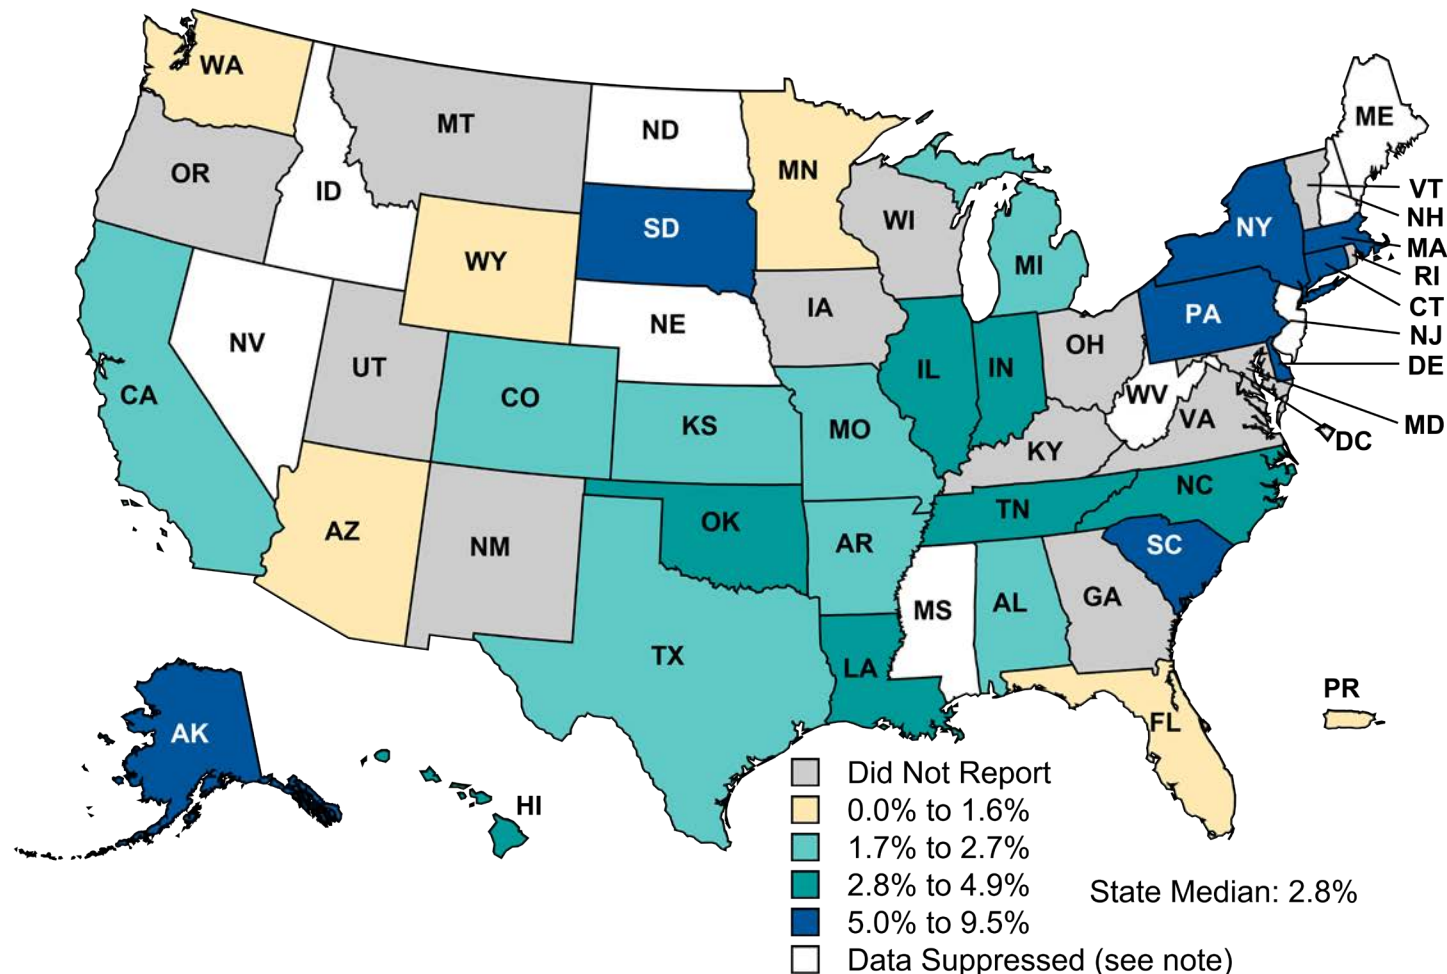 WA
MT
ND
MN
ME
OR
ID
SD
WI
VT
NH
NY
MA
WY
MI
RI
CT
NE
IA
PA
NJ
NV
UT
OH
DE
CA
CO
IL
IN
WV
KS
MO
VA
MD
KY
DC
AZ
NM
OK
AR
TN
NC
SC
MS
AL
GA
TX
LA
PR
AK
FL
HI
Did Not Report
0.0% to 1.6%
1.7% to 2.7%
2.8% to 4.9%
State Median: 2.8%
5.0% to 9.5%
Data Suppressed (see note)